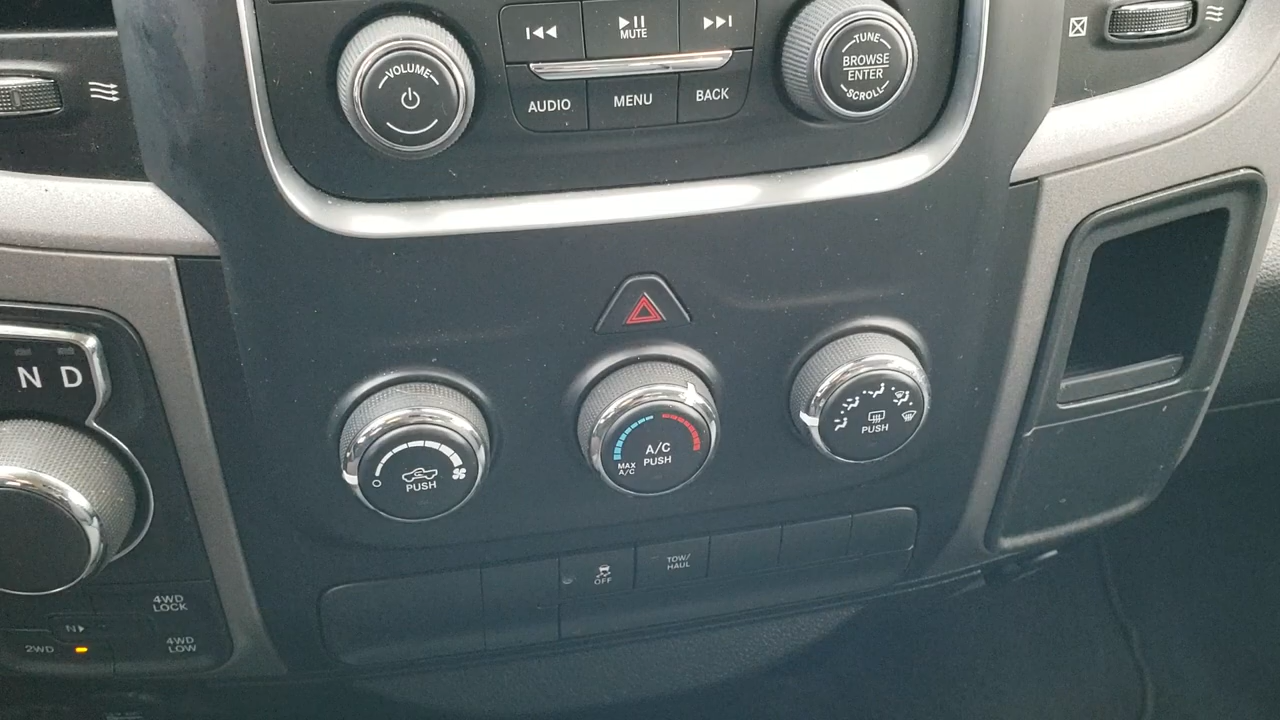 MUTE
VOLUME
TUNE
BROWSE
ENTER
SCROLL
AUDIO
MENU
BACK
N D
PUSH
A/C
PUSH
MAX
A/C
PUSH
OFF
TOW/
HAUL
4WD
LOCK
N
2WD
4WD
LOW